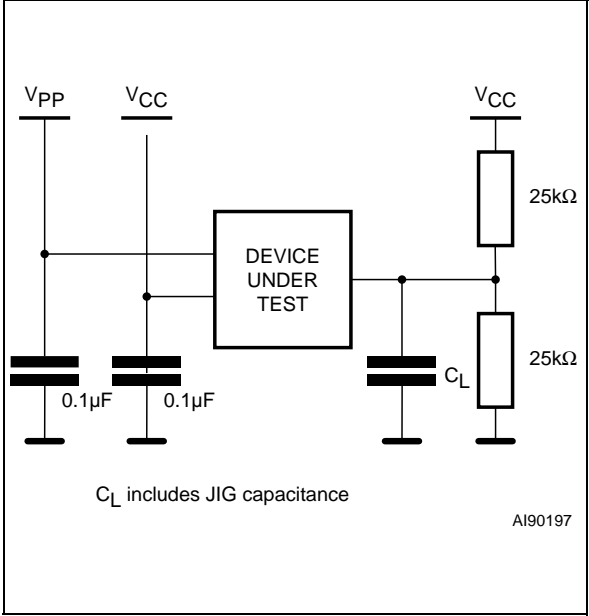 VPP
VCC
VCC
25kΩ
DEVICE
UNDER
TEST
25kΩ
CL
0.1µF
0.1µF
CL includes JIG capacitance
AI90197